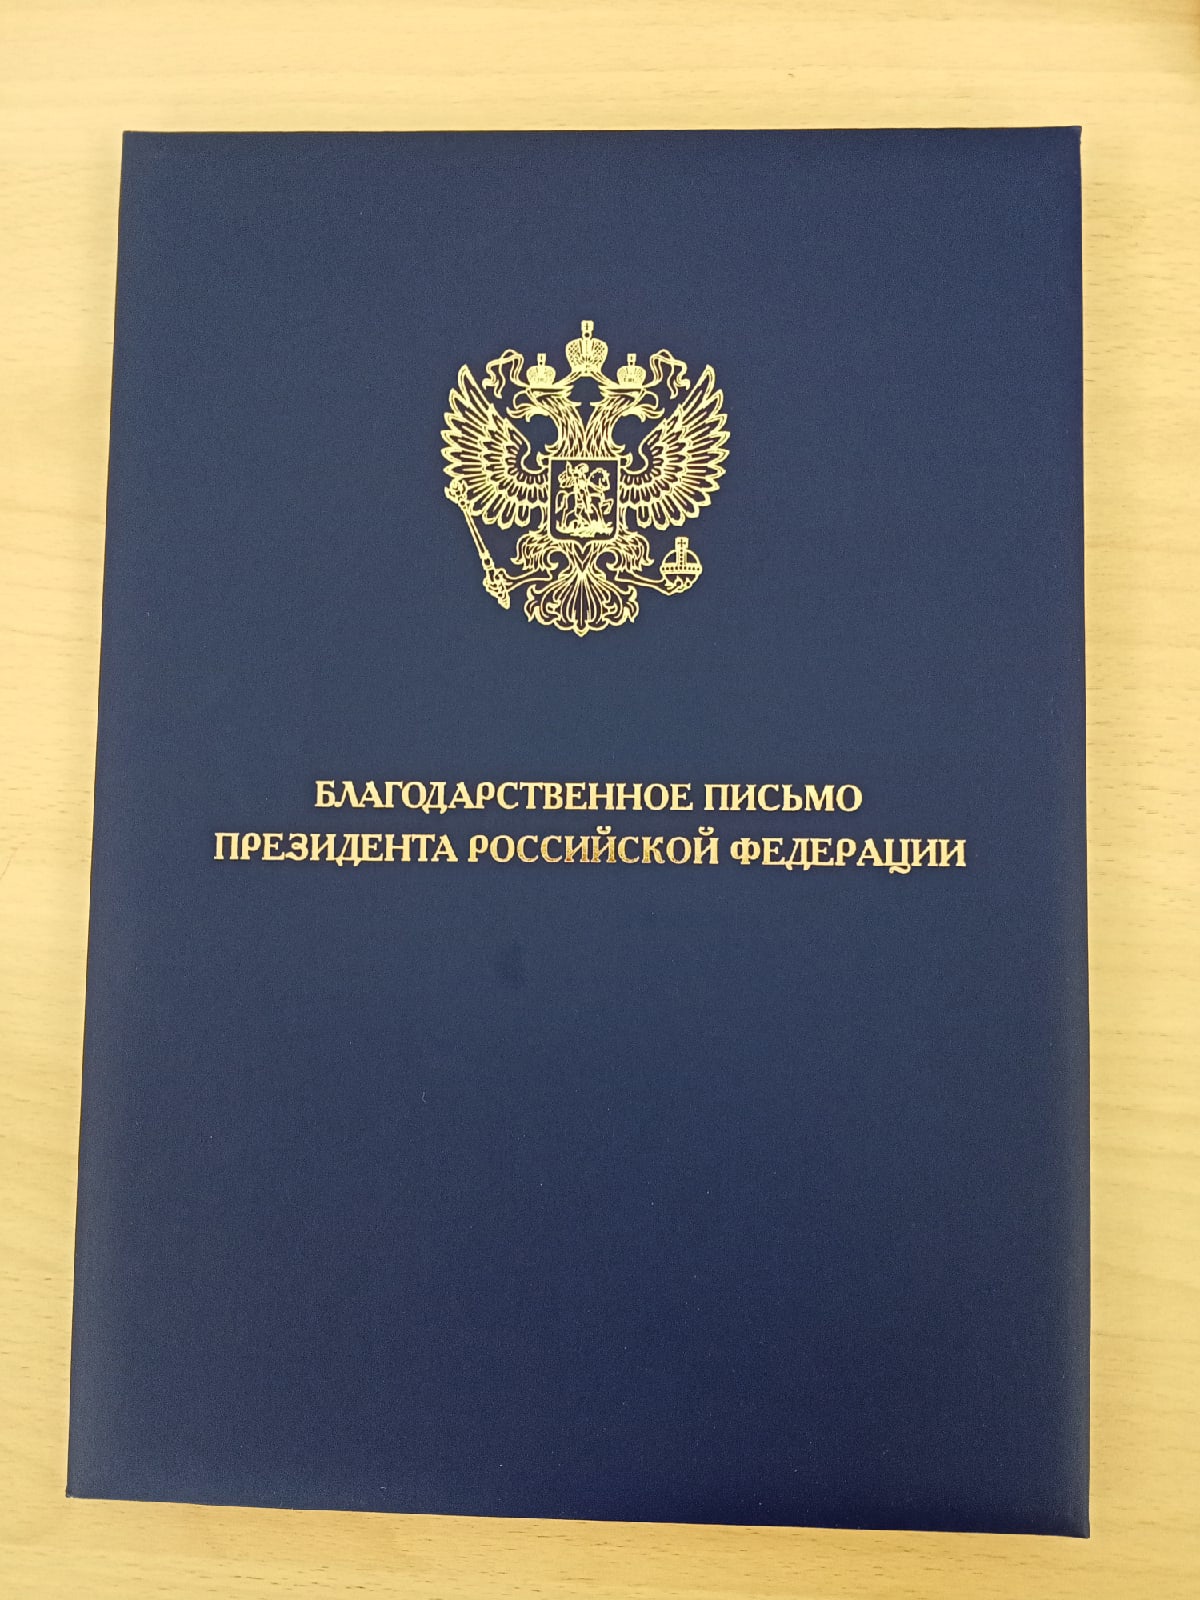 БЛАГОДАРСТВЕННОЕ ПИСЬМО
ПРЕЗИДЕНТА РОССИЙСКОЙ ФЕДЕРАЦИИ